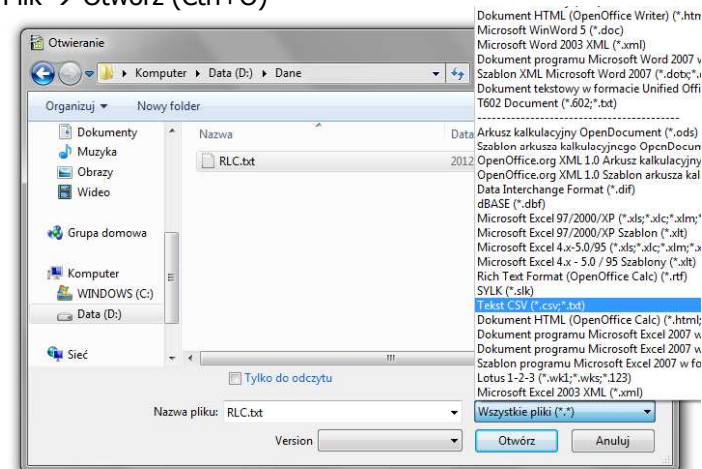 Plik → Otwórz (Ctrl+O)
Otwieranie
Komputer ▸ Data (D:) ▸ Dane
Organizuj
Nowy folder
Dokumenty
Muzyka
Obrazy
Wideo
Grupa domowa
Komputer
WINDOWS (C:)
Data (D:)
Sieć
Nazwa
Data
RLC.txt
2012
Tylko do odczytu
Nazwa pliku: RLC.txt
Version
Dokument HTML (OpenOffice Writer) (*.htm
Microsoft WinWord 5 (*.doc)
Microsoft Word 2003 XML (*.xml)
Dokument programu Microsoft Word 2007 w
Szablon XML Microsoft Word 2007 (*.dotx;*.
Dokument tekstowy w formacie Unified Offi
T602 Document (*.602;*.txt)
----------------------------------------
Arkusz kalkulacyjny OpenDocument (*.ods)
Szablon arkusza kalkulacyjnego OpenDocum
OpenOffice.org XML 1.0 Arkusz kalkulacyjny
OpenOffice.org XML 1.0 Szablon arkusza kal
Data Interchange Format (*.dif)
dBASE (*.dbf)
Microsoft Excel 97/2000/XP (*.xls;*.xlc;*.xlm;*
Microsoft Excel 97/2000/XP Szablon (*.xlt)
Microsoft Excel 4.x-5.0/95 (*.xls;*.xlc;*.xlm;*.x
Microsoft Excel 4.x - 5.0 / 95 Szablony (*.xlt)
Rich Text Format (OpenOffice Calc) (*.rtf)
SYLK (*.slk)
Tekst CSV (*.csv;*.txt)
Dokument HTML (OpenOffice Calc) (*.html;
Dokument programu Microsoft Excel 2007 w
Dokument programu Microsoft Excel 2007 w
Szablon programu Microsoft Excel 2007 w fo
Lotus 1-2-3 (*.wk1;*.wks;*.123)
Microsoft Excel 2003 XML (*.xml)
Wszystkie pliki (*.*)
Otwórz
Anuluj